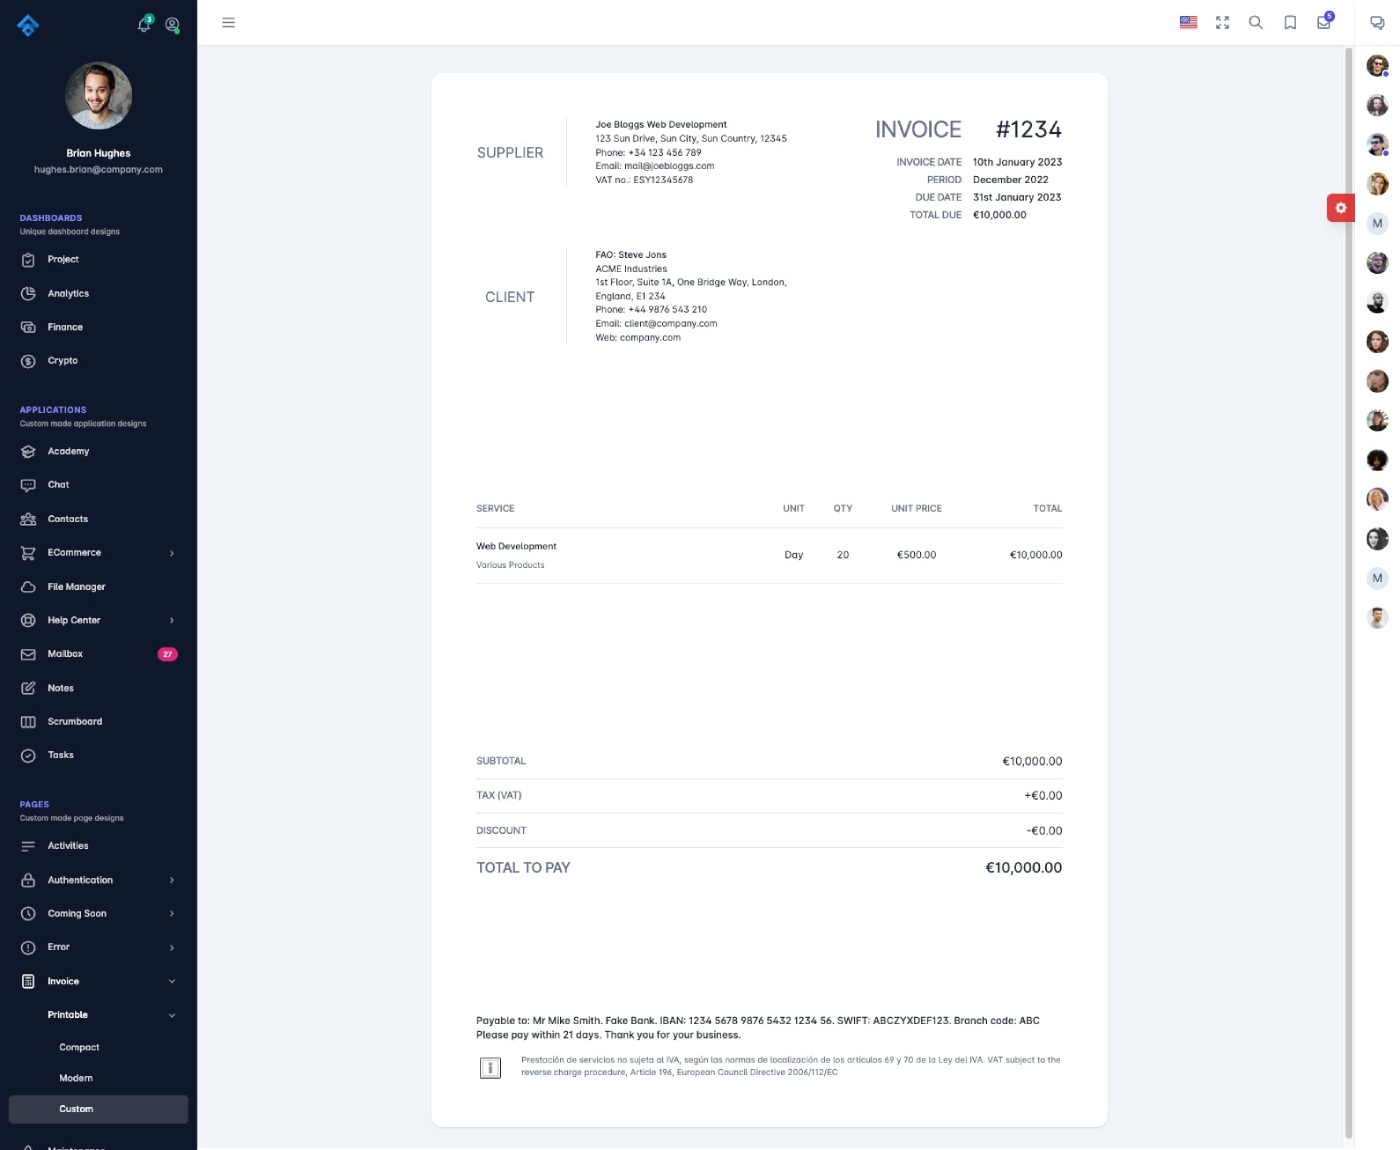 3
Brian Hughes
hughes.brian@company.com
DASHBOARDS
Unique dashboard designs
Project
Analytics
Finance
Crypto
APPLICATIONS
Custom made application designs
Academy
Chat
Contacts
ECommerce
File Manager
Help Center
Mailbox 27
Notes
Scrumboard
Tasks
PAGES
Custom made page designs
Activities
Authentication
Coming Soon
Error
Invoice
Printable
Compact
Modern
Custom
Maintenance
5
SUPPLIER
Joe Bloggs Web Development
123 Sun Drive, Sun City, Sun Country, 12345
Phone: +34 123 456 789
Email: mail@joebloggs.com
VAT no.: ESY12345678
INVOICE #1234
INVOICE DATE 10th January 2023
PERIOD December 2022
DUE DATE 31st January 2023
TOTAL DUE €10,000.00
CLIENT
FAO: Steve Jons
ACME Industries
1st Floor, Suite 1A, One Bridge Way, London,
England, E1 234
Phone: +44 9876 543 210
Email: client@company.com
Web: company.com
SERVICE UNIT QTY UNIT PRICE TOTAL
Web Development
Various Products
Day 20 €500.00 €10,000.00
SUBTOTAL €10,000.00
TAX (VAT) +€0.00
DISCOUNT -€0.00
TOTAL TO PAY €10,000.00
Payable to: Mr Mike Smith. Fake Bank. IBAN: 1234 5678 9876 5432 1234 56. SWIFT: ABCZYXDEF123. Branch code: ABC
Please pay within 21 days. Thank you for your business.
Prestación de servicios no sujeta al IVA, según las normas de localización de los artículos 69 y 70 de la Ley del IVA. VAT subject to the
reverse charge procedure, Article 196, European Council Directive 2006/112/EC
M
M